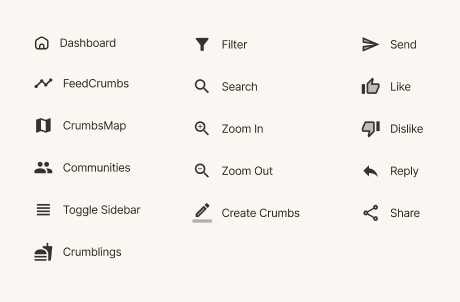 Dashboard
FeedCrumbs
CrumbsMap
Communities
Toggle Sidebar
Crumblings
Filter
Search
Zoom In
Zoom Out
Create Crumbs
Send
Like
Dislike
Reply
Share